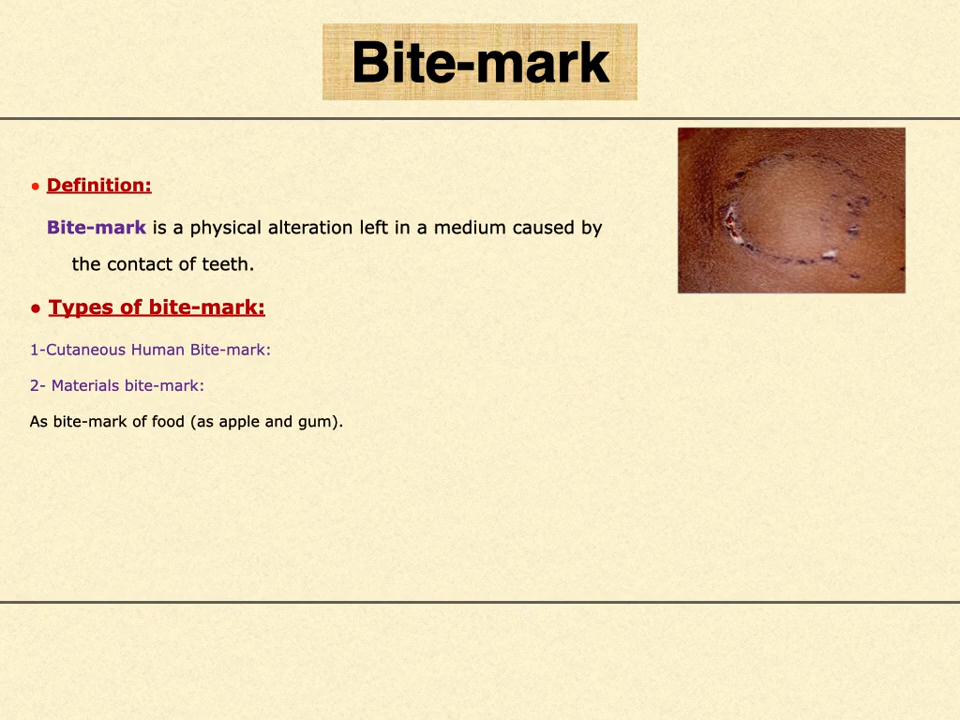 Bite-mark
• Definition:
Bite-mark is a physical alteration left in a medium caused by
the contact of teeth.
• Types of bite-mark:
1-Cutaneous Human Bite-mark:
2- Materials bite-mark:
As bite-mark of food (as apple and gum).